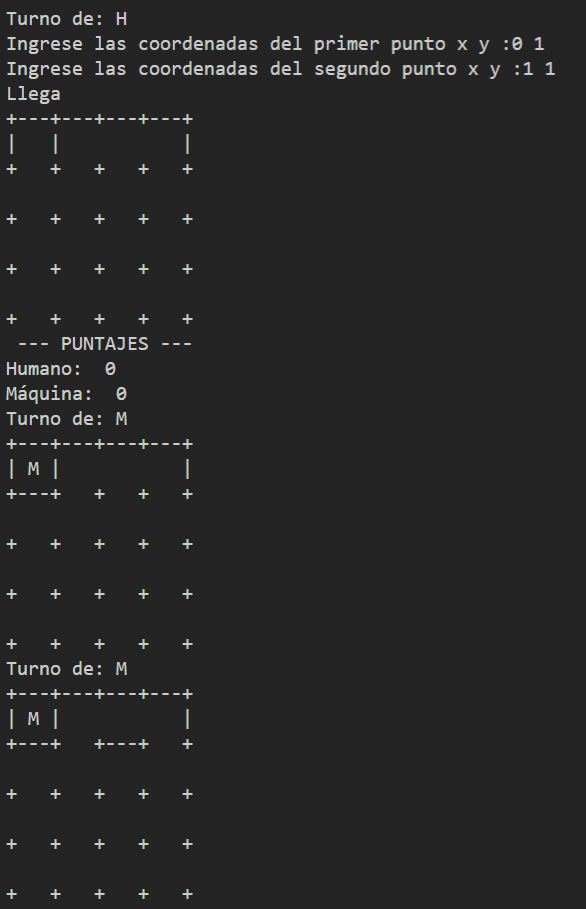 Turno de: H
Ingrese las coordenadas del primer punto x y :0 1
Ingrese las coordenadas del segundo punto x y :1 1
Llega
+---+---+---+---+
|   |           |
+   +   +   +   +

+   +   +   +   +

+   +   +   +   +

+   +   +   +   +
 --- PUNTAJES ---
Humano:  0
Máquina:  0
Turno de: M
+---+---+---+---+
| M |           |
+---+   +   +   +

+   +   +   +   +

+   +   +   +   +

+   +   +   +   +
Turno de: M
+---+---+---+---+
| M |           |
+---+   +---+   +

+   +   +   +   +

+   +   +   +   +

+   +   +   +   +